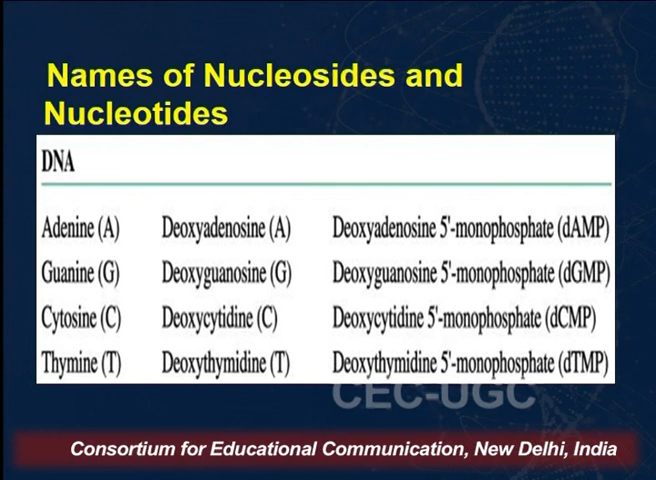 Names of Nucleosides and
Nucleotides
DNA
Adenine (A) Deoxyadenosine (A) Deoxyadenosine 5'-monophosphate (dAMP)
Guanine (G) Deoxyguanosine (G) Deoxyguanosine 5'-monophosphate (dGMP)
Cytosine (C) Deoxycytidine (C) Deoxycytidine 5'-monophosphate (dCMP)
Thymine (T) Deoxythymidine (T) Deoxythymidine 5'-monophosphate (dTMP)
CEC-UGC
Consortium for Educational Communication, New Delhi, India